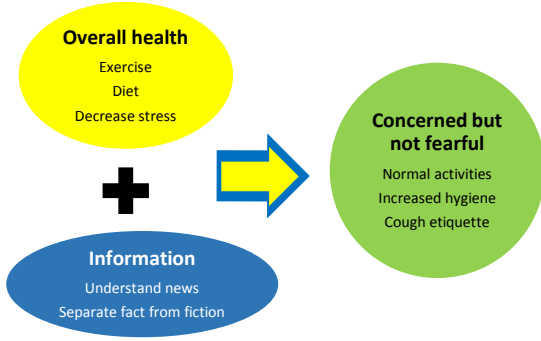 Overall health
Exercise
Diet
Decrease stress
Information
Understand news
Separate fact from fiction
Concerned but
not fearful
Normal activities
Increased hygiene
Cough etiquette